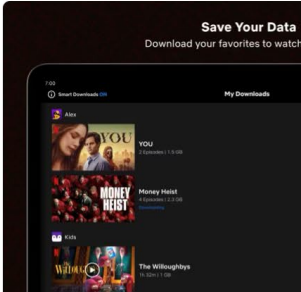 Save Your Data
Download your favorites to watch
7:00
Smart Downloads ON
My Downloads
Alex
YOU
YOU
2 Episodes | 1.5 GB
MONEY
HEIST
Money Heist
4 Episodes | 2.3 GB
Downloading
Kids
WILLOUG
The Willoughbys
1h 32m | 1 GB